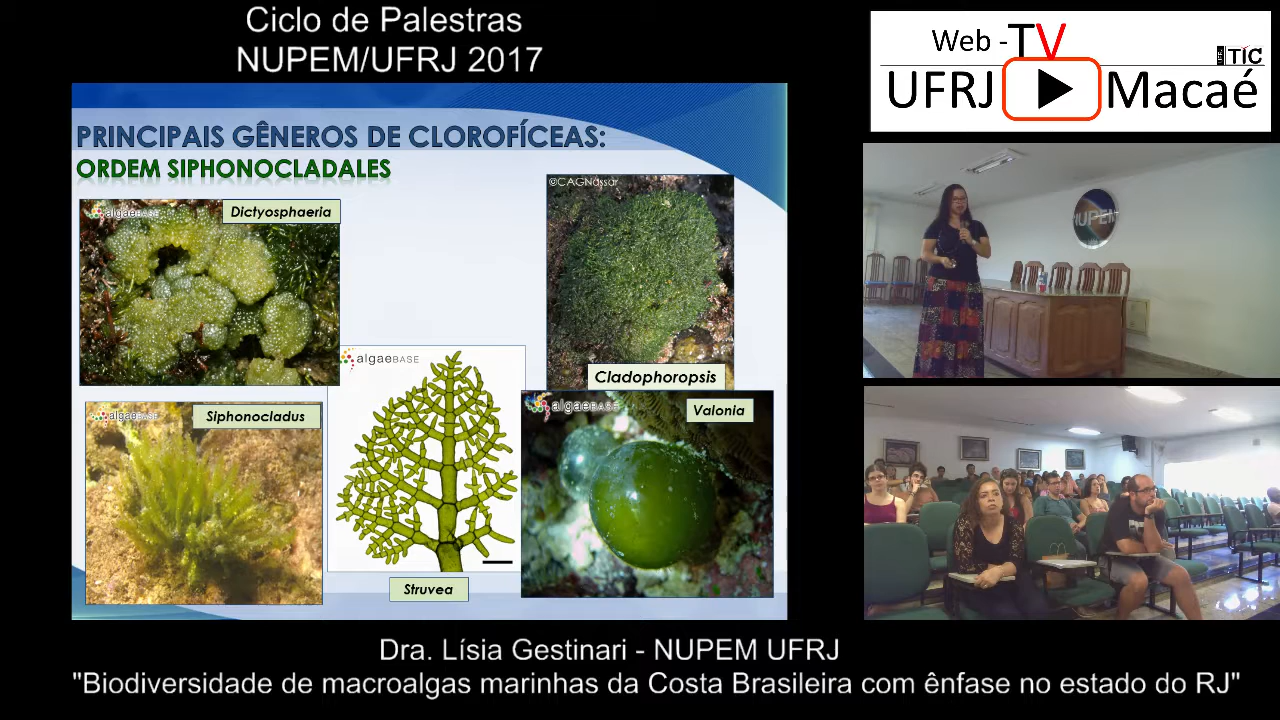 Ciclo de Palestras
NUPEM/UFRJ 2017
Web -TV
TIC
UFRJ Macaé
PRINCIPAIS GÊNEROS DE CLOROFÍCEAS:
ORDEM SIPHONOCLADALES
algaeBASE
Dictyosphaeria
©CAGNassar
algaeBASE
Cladophoropsis
algaeBASE
Siphonocladus
algaeBASE
Valonia
Struvea
NUPEM
Dra. Lísia Gestinari - NUPEM UFRJ
"Biodiversidade de macroalgas marinhas da Costa Brasileira com ênfase no estado do RJ"